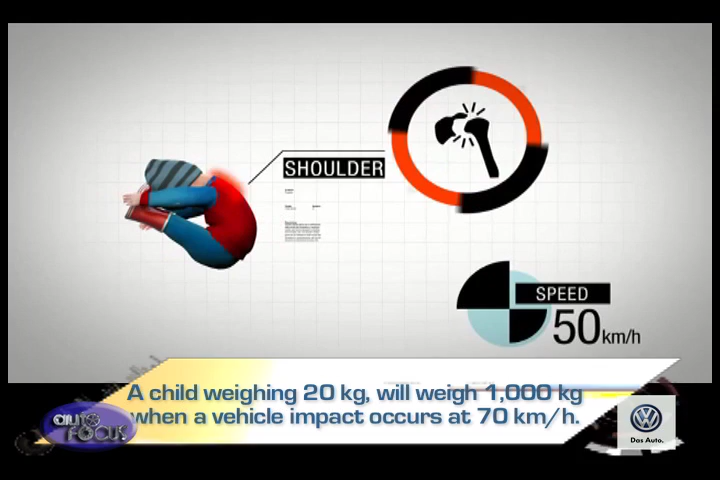 SHOULDER
SPEED
50km/h
A child weighing 20 kg, will weigh 1,000 kg
when a vehicle impact occurs at 70 km/h.
auto
FOCUS
Das Auto.